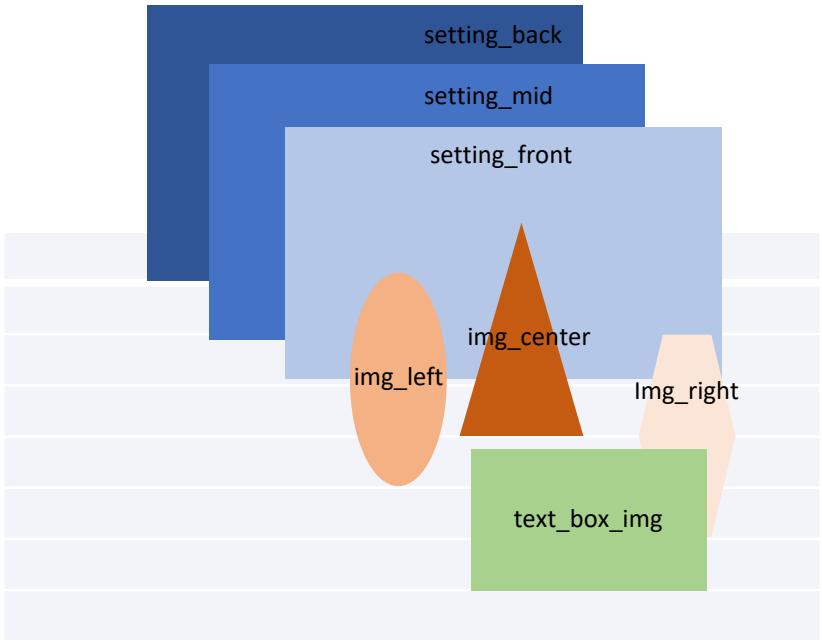 setting_back
setting_mid
setting_front
img_center
img_left
Img_right
text_box_img